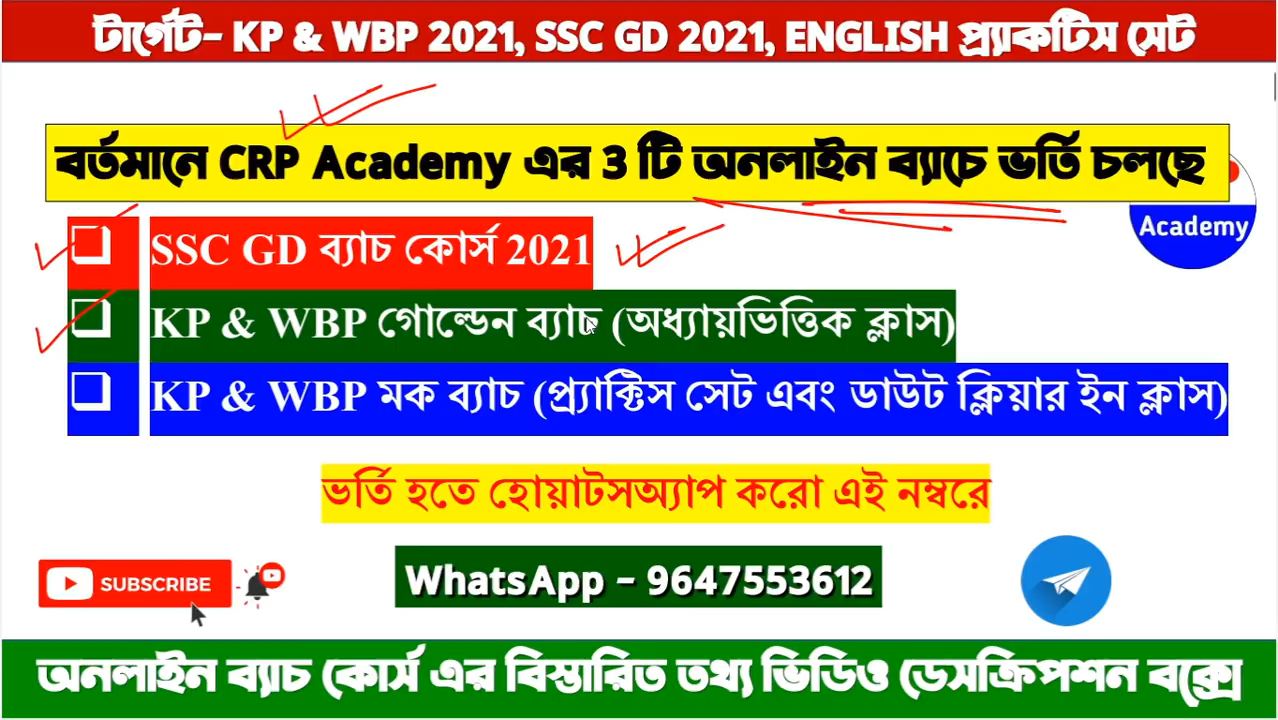 টার্গেট- KP & WBP 2021, SSC GD 2021, ENGLISH প্র্যাকটিস সেট
বর্তমানে CRP Academy এর 3 টি অনলাইন ব্যাচে ভর্তি চলছে
Academy
SSC GD ব্যাচ কোর্স 2021
KP & WBP গোল্ডেন ব্যাচ (অধ্যায়ভিত্তিক ক্লাস)
KP & WBP মক ব্যাচ (প্র্যাক্টিস সেট এবং ডাউট ক্লিয়ার ইন ক্লাস)
ভর্তি হতে হোয়াটসঅ্যাপ করো এই নম্বরে
SUBSCRIBE
WhatsApp - 9647553612
অনলাইন ব্যাচ কোর্স এর বিস্তারিত তথ্য ভিডিও ডেসক্রিপশন বক্সে